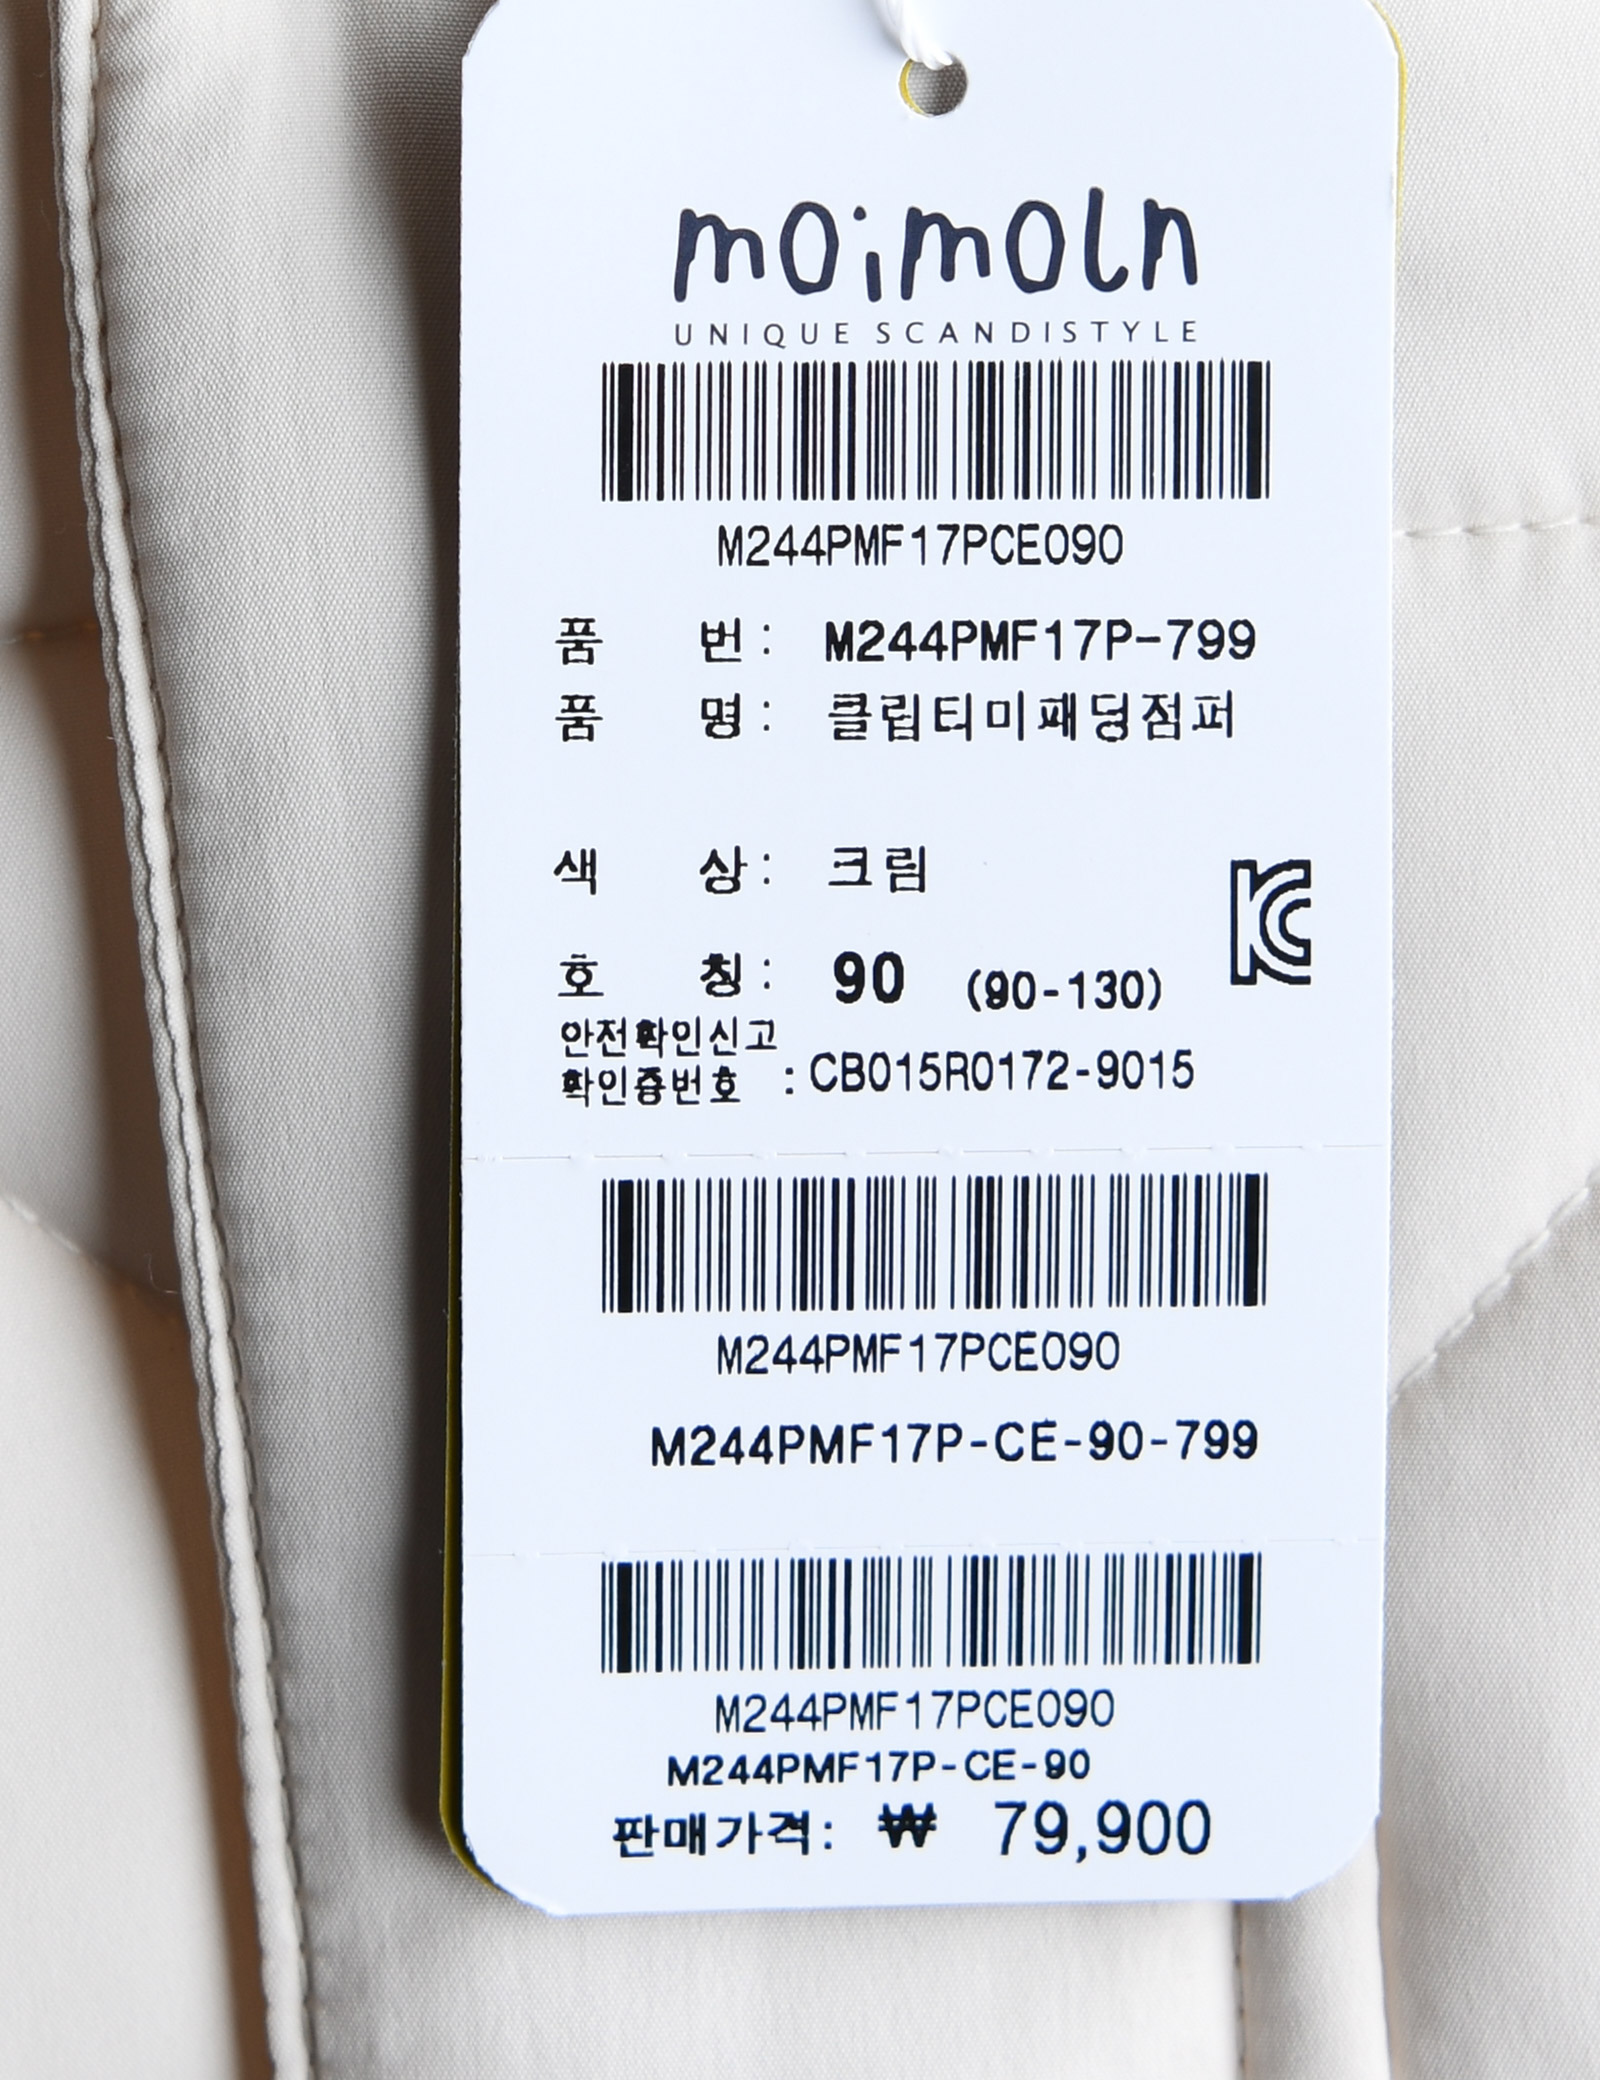 moimoln
UNIQUE SCANDISTYLE
M244PMF17PCE090
품 번 : M244PMF17P-799
품 명 : 클립티미패딩점퍼
색 상 : 크림
호 칭 : 90 (90-130)
안전확인신고
확인증번호 : CB015R0172-9015
M244PMF17PCE090
M244PMF17P-CE-90-799
M244PMF17PCE090
M244PMF17P-CE-90
판매가격: ₩ 79,900